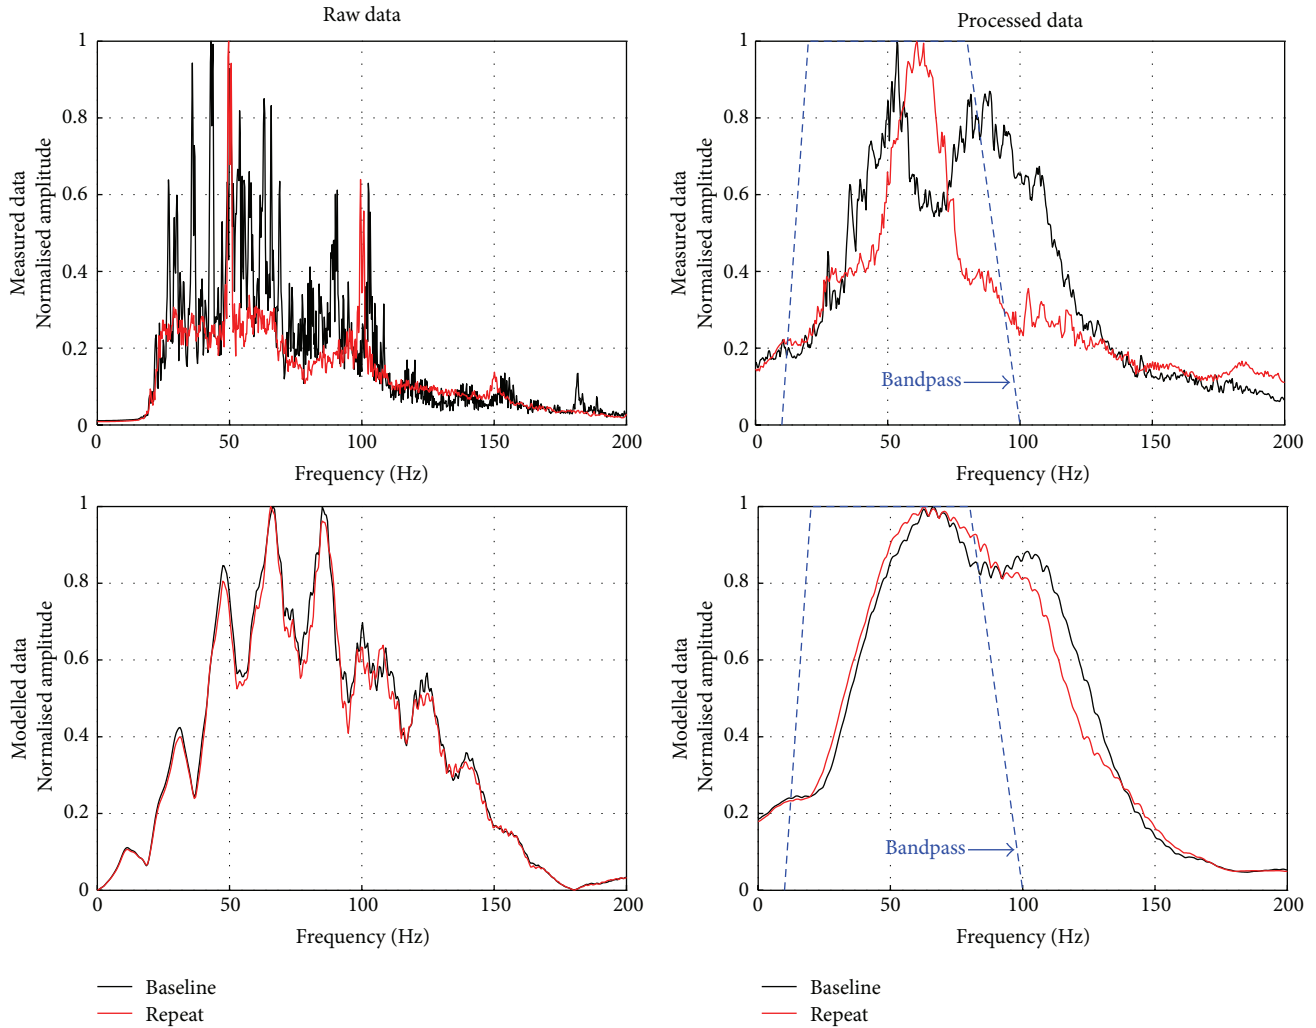 Raw data
Measured data
Normalised amplitude
1
0.8
0.6
0.4
0.2
0
0 50 100 150 200
Frequency (Hz)
Processed data
Measured data
Normalised amplitude
1
0.8
0.6
0.4
0.2
0
Bandpass
0 50 100 150 200
Frequency (Hz)
Modelled data
Normalised amplitude
1
0.8
0.6
0.4
0.2
0
0 50 100 150 200
Frequency (Hz)
Baseline
Repeat
Modelled data
Normalised amplitude
1
0.8
0.6
0.4
0.2
0
Bandpass
0 50 100 150 200
Frequency (Hz)
Baseline
Repeat